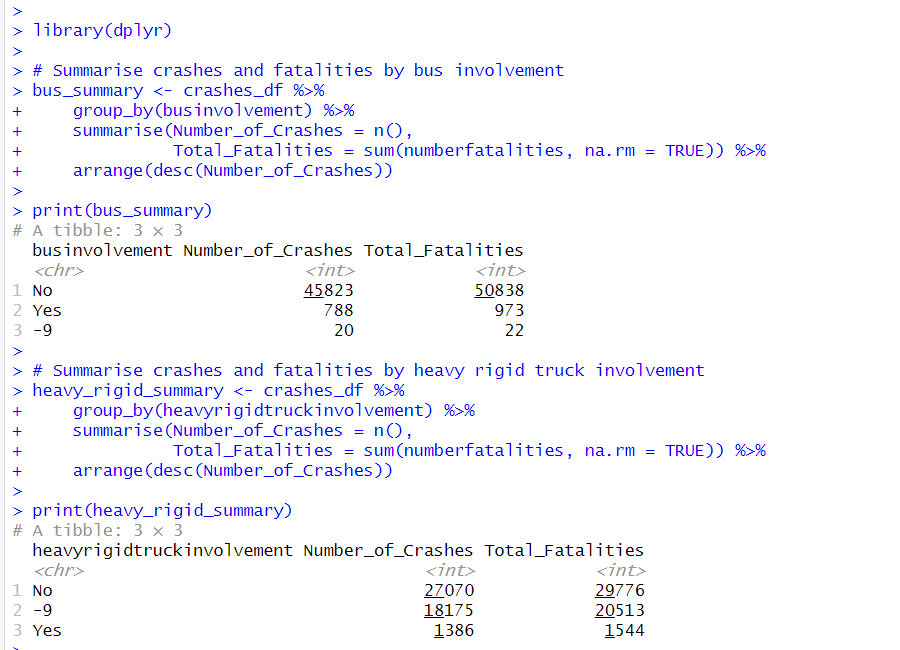 >
> library(dplyr)
>
> # Summarise crashes and fatalities by bus involvement
> bus_summary <- crashes_df %>%
+     group_by(businvolvement) %>%
+     summarise(Number_of_Crashes = n(),
+               Total_Fatalities = sum(numberfatalities, na.rm = TRUE)) %>%
+     arrange(desc(Number_of_Crashes))
>
> print(bus_summary)
# A tibble: 3 × 3
  businvolvement Number_of_Crashes Total_Fatalities
  <chr>                      <int>            <int>
1 No                         45823            50838
2 Yes                          788              973
3 -9                            20               22
>
> # Summarise crashes and fatalities by heavy rigid truck involvement
> heavy_rigid_summary <- crashes_df %>%
+     group_by(heavyrigidtruckinvolvement) %>%
+     summarise(Number_of_Crashes = n(),
+               Total_Fatalities = sum(numberfatalities, na.rm = TRUE)) %>%
+     arrange(desc(Number_of_Crashes))
>
> print(heavy_rigid_summary)
# A tibble: 3 × 3
  heavyrigidtruckinvolvement Number_of_Crashes Total_Fatalities
  <chr>                                  <int>            <int>
1 No                                     27070            29776
2 -9                                     18175            20513
3 Yes                                     1386             1544